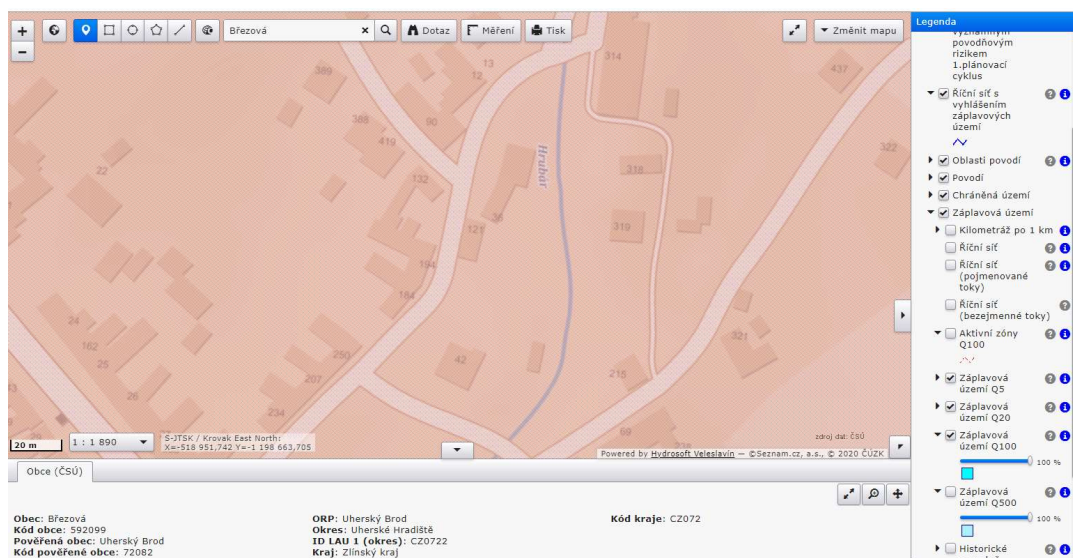 +
−
Březová
x
Dotaz
Měření
Tisk
Změnit mapu
389
13
12
314
437
388
90
419
22
Hrubár
132
318
322
36
121
319
194
184
24
162
25
250
42
321
207
215
26
234
69
238
20 m
1 : 1 890
S-JTSK / Krovak East North:
X=-518 951,742 Y=-1 198 663,705
zdroj dat: ČSÚ
Powered by Hydrosoft Veleslavín — ©Seznam.cz, a.s., © 2020 ČÚZK
Obce (ČSÚ)
Obec: Březová
Kód obce: 592099
Pověřená obec: Uherský Brod
Kód pověřené obce: 72082
ORP: Uherský Brod
Okres: Uherské Hradiště
ID LAU 1 (okres): CZ0722
Kraj: Zlínský kraj
Kód kraje: CZ072
Legenda
významným
povodňovým
rizikem
1.plánovací
cyklus
Říční síť s
vyhlášením
záplavových
území
Oblasti povodí
Povodí
Chráněná území
Záplavová území
Kilometráž po 1 km
Říční síť
Říční síť
(pojmenované
toky)
Říční síť
(bezejmenné toky)
Aktivní zóny
Q100
Záplavová
území Q5
Záplavová
území Q20
Záplavová
území Q100
100 %
Záplavová
území Q500
100 %
Historické